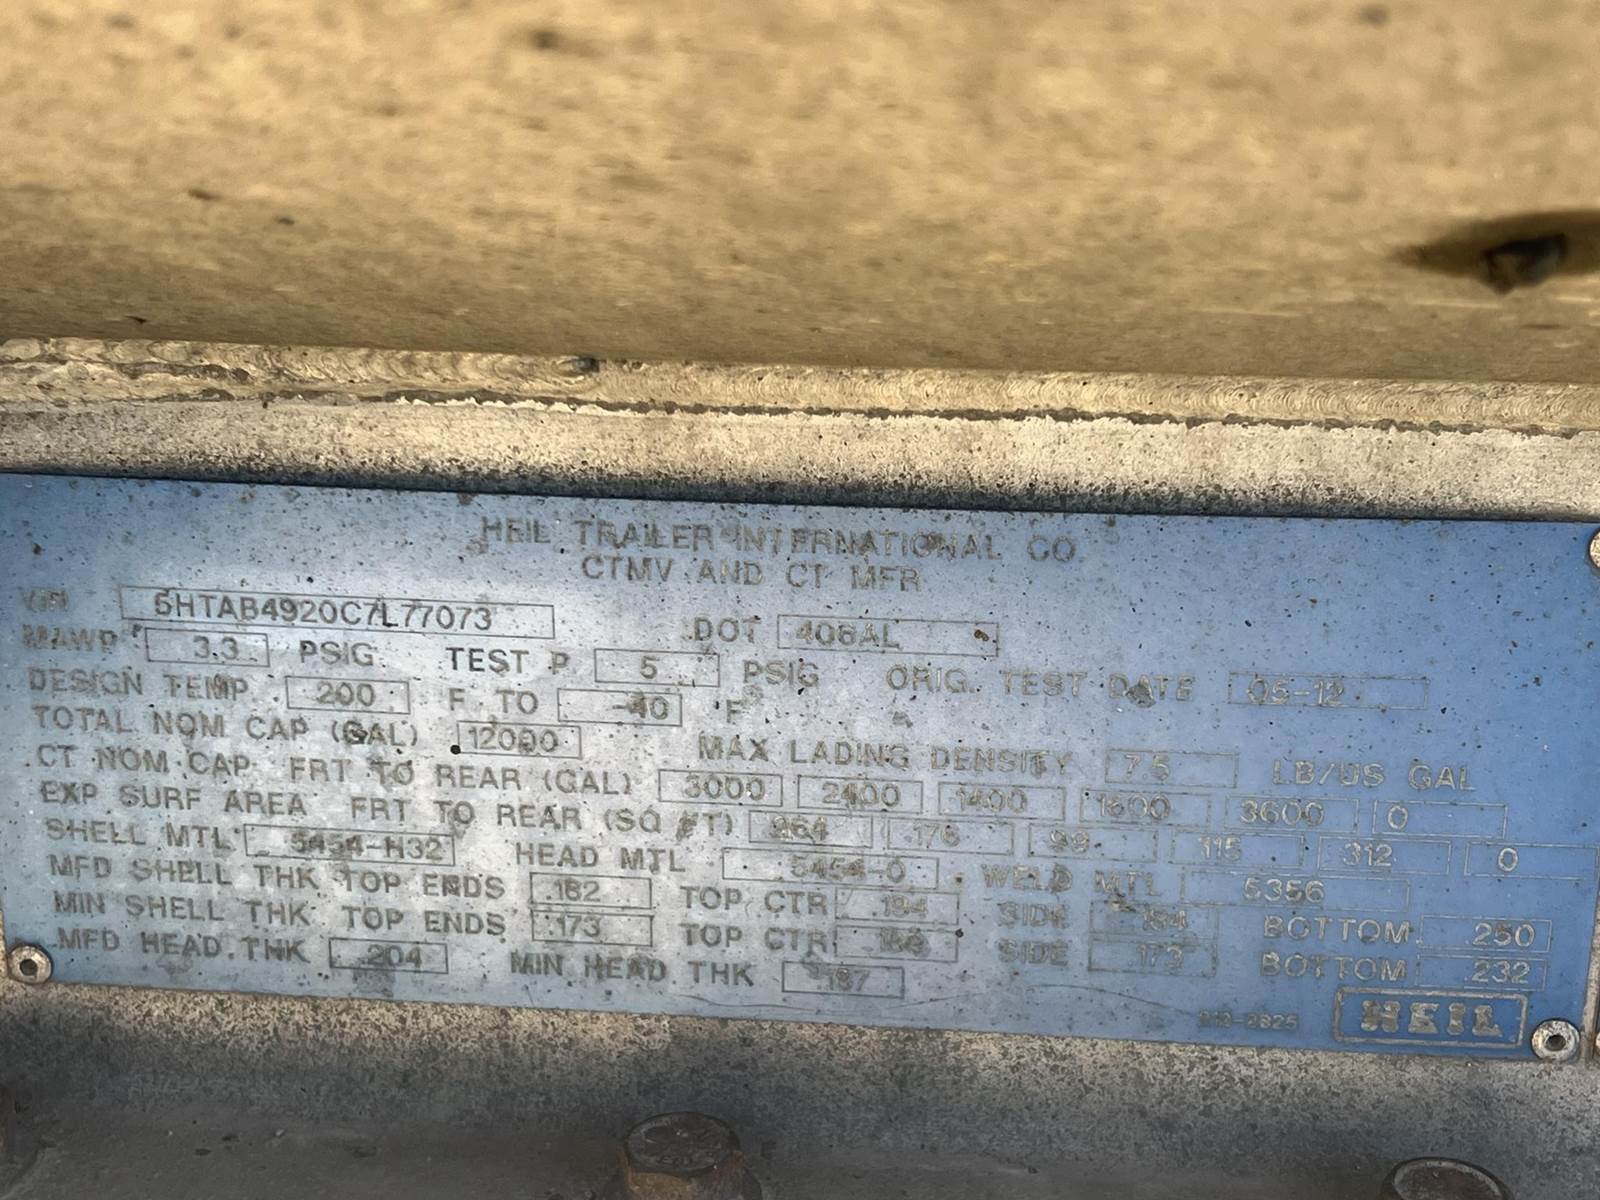 HEIL TRAILER INTERNATIONAL CO.
CTMV AND CT MFR
VIN 5HTAB4920C7L77073 DOT 406AL
MAWP 3.3 PSIG TEST P 5 PSIG ORIG. TEST DATE 05-12
DESIGN TEMP 200 F TO -40 F
TOTAL NOM CAP (GAL) 12000 MAX LADING DENSITY 7.5 LB/US GAL
CT NOM CAP FRT TO REAR (GAL) 3000 2400 1400 1600 3600 0
EXP SURF AREA FRT TO REAR (SQ FT) 264 176 99 115 312 0
SHELL MTL 5454-H32 HEAD MTL 5454-0 WELD MTL 5356
MFD SHELL THK TOP ENDS .182 TOP CTR .194 SIDE .184 BOTTOM .250
MIN SHELL THK TOP ENDS .173 TOP CTR SIDE .173 BOTTOM .232
MFD HEAD THK .204 MIN HEAD THK .187
HEIL